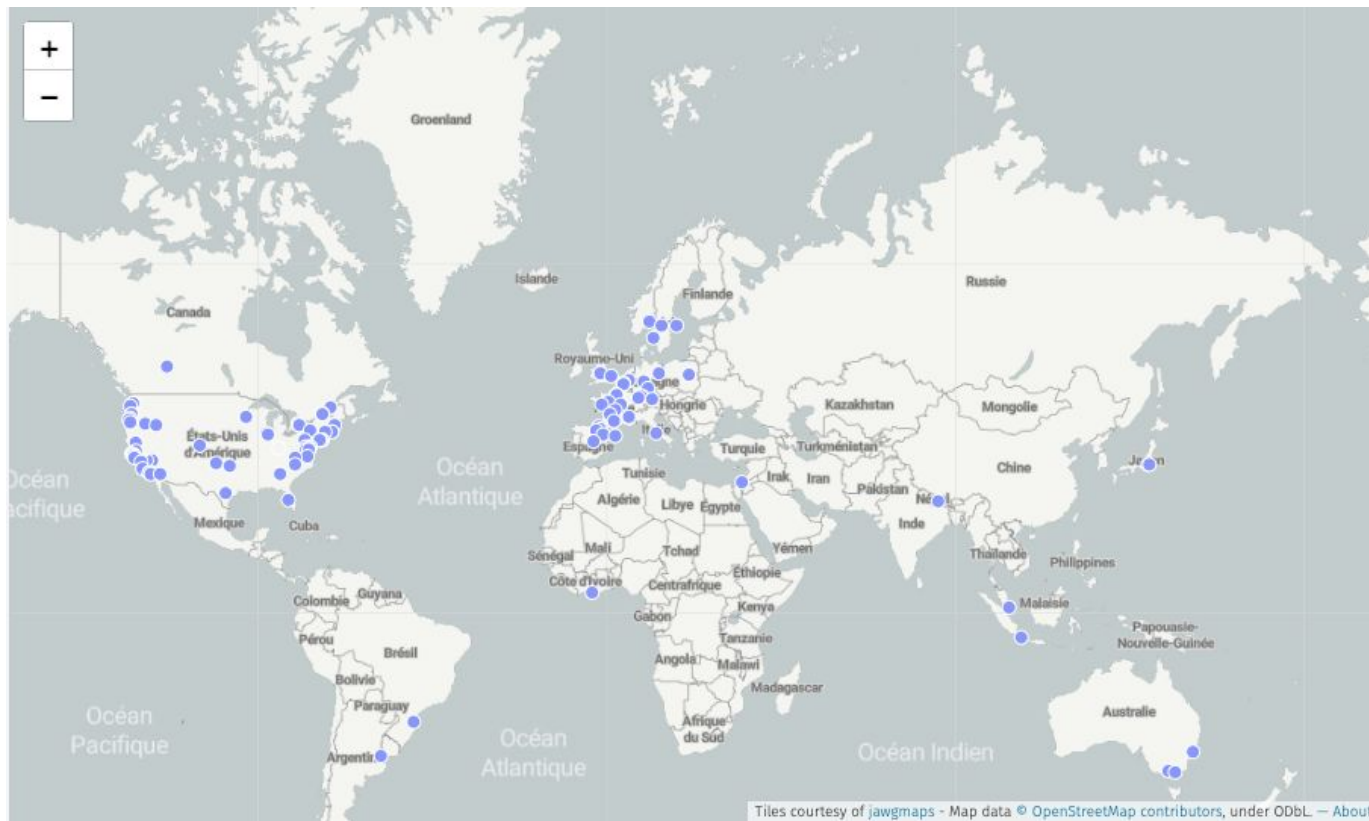 +
−
Groenland
Islande
Finlande
Russie
Canada
Royaume-Uni
Hongrie
Kazakhstan
Mongolie
États-Unis
d'Amérique
Espagne
Turquie
Turkménistan
Chine
Océan
Pacifique
Océan
Atlantique
Tunisie
Irak
Iran
Algérie
Libye
Égypte
Pakistan
Inde
Mexique
Cuba
Sénégal
Mali
Tchad
Yémen
Thaïlande
Philippines
Côte d'Ivoire
Centrafrique
Éthiopie
Colombie
Guyana
Gabon
Kenya
Malaisie
Pérou
Brésil
Tanzanie
Papouasie-
Nouvelle-Guinée
Angola
Malawi
Bolivie
Madagascar
Paraguay
Australie
Océan
Pacifique
Afrique
du Sud
Océan
Atlantique
Océan Indien
Tiles courtesy of jawgmaps - Map data © OpenStreetMap contributors, under ODbL. — About